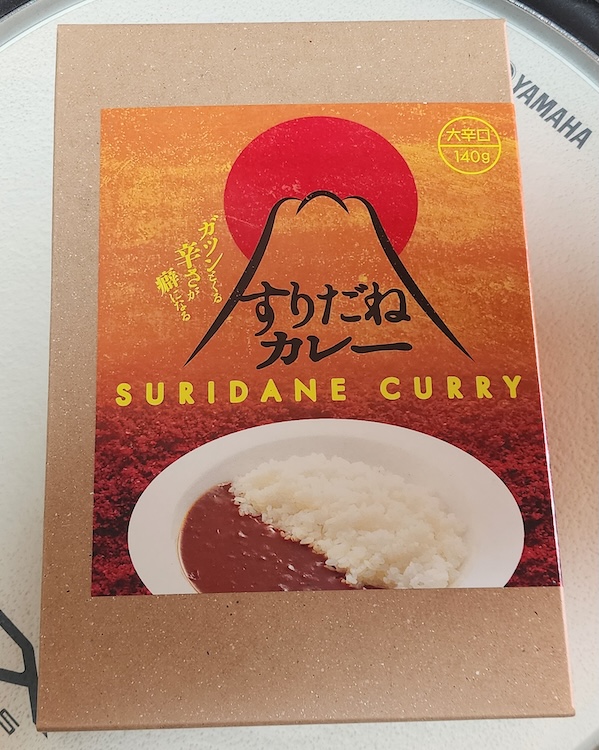 YAMAHA
大辛口
140g
ガツンとくる
辛さが
癖になる
すりだね
カレー
SURIDANE CURRY